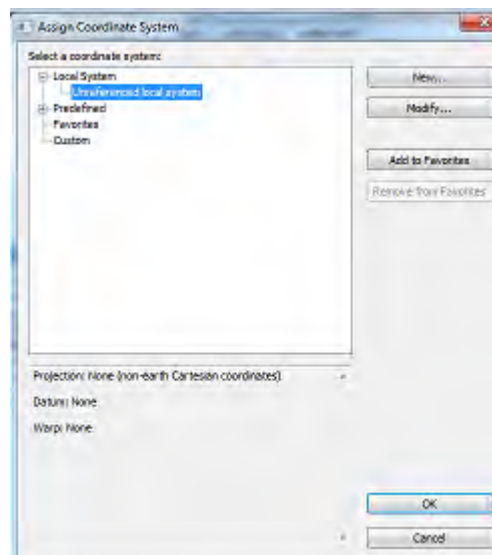 Assign Coordinate System
Select a coordinate system:
Local System
Unreferenced local system
Predefined
Favorites
Custom
New...
Modify...
Add to Favorites
Remove from Favorites
Projection: None (non-earth Cartesian coordinates)
Datum: None
Warp: None
OK
Cancel